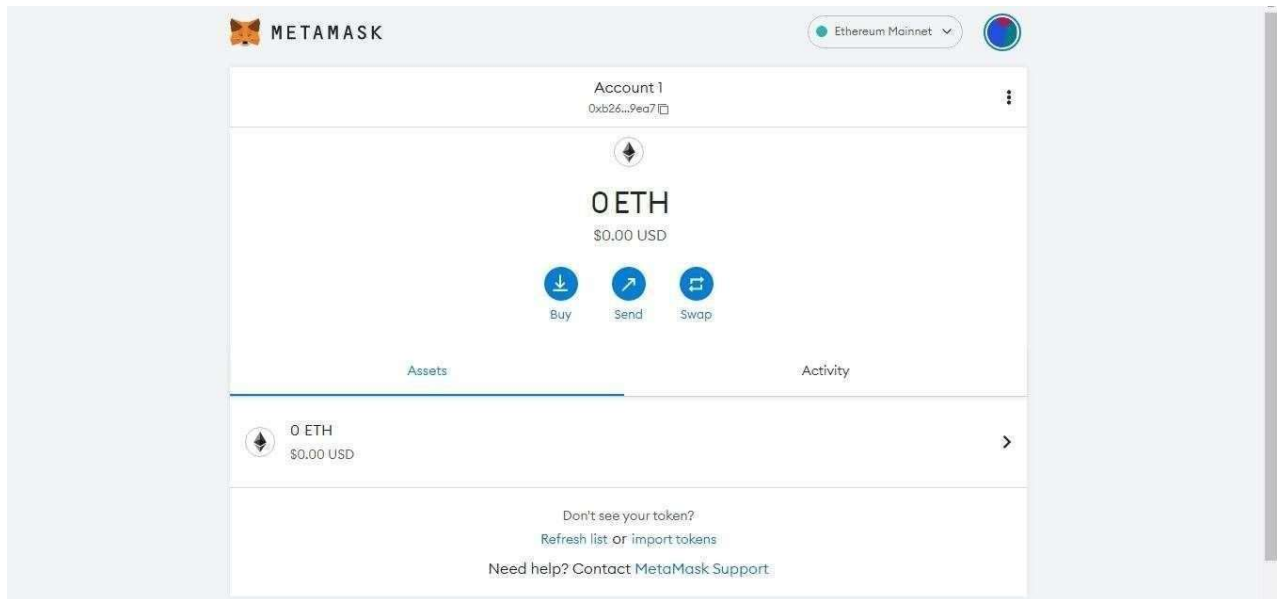 METAMASK
Ethereum Mainnet
Account 1
0xb26...9ea7
0 ETH
$0.00 USD
Buy Send Swap
Assets Activity
0 ETH
$0.00 USD
Don't see your token?
Refresh list or import tokens
Need help? Contact MetaMask Support